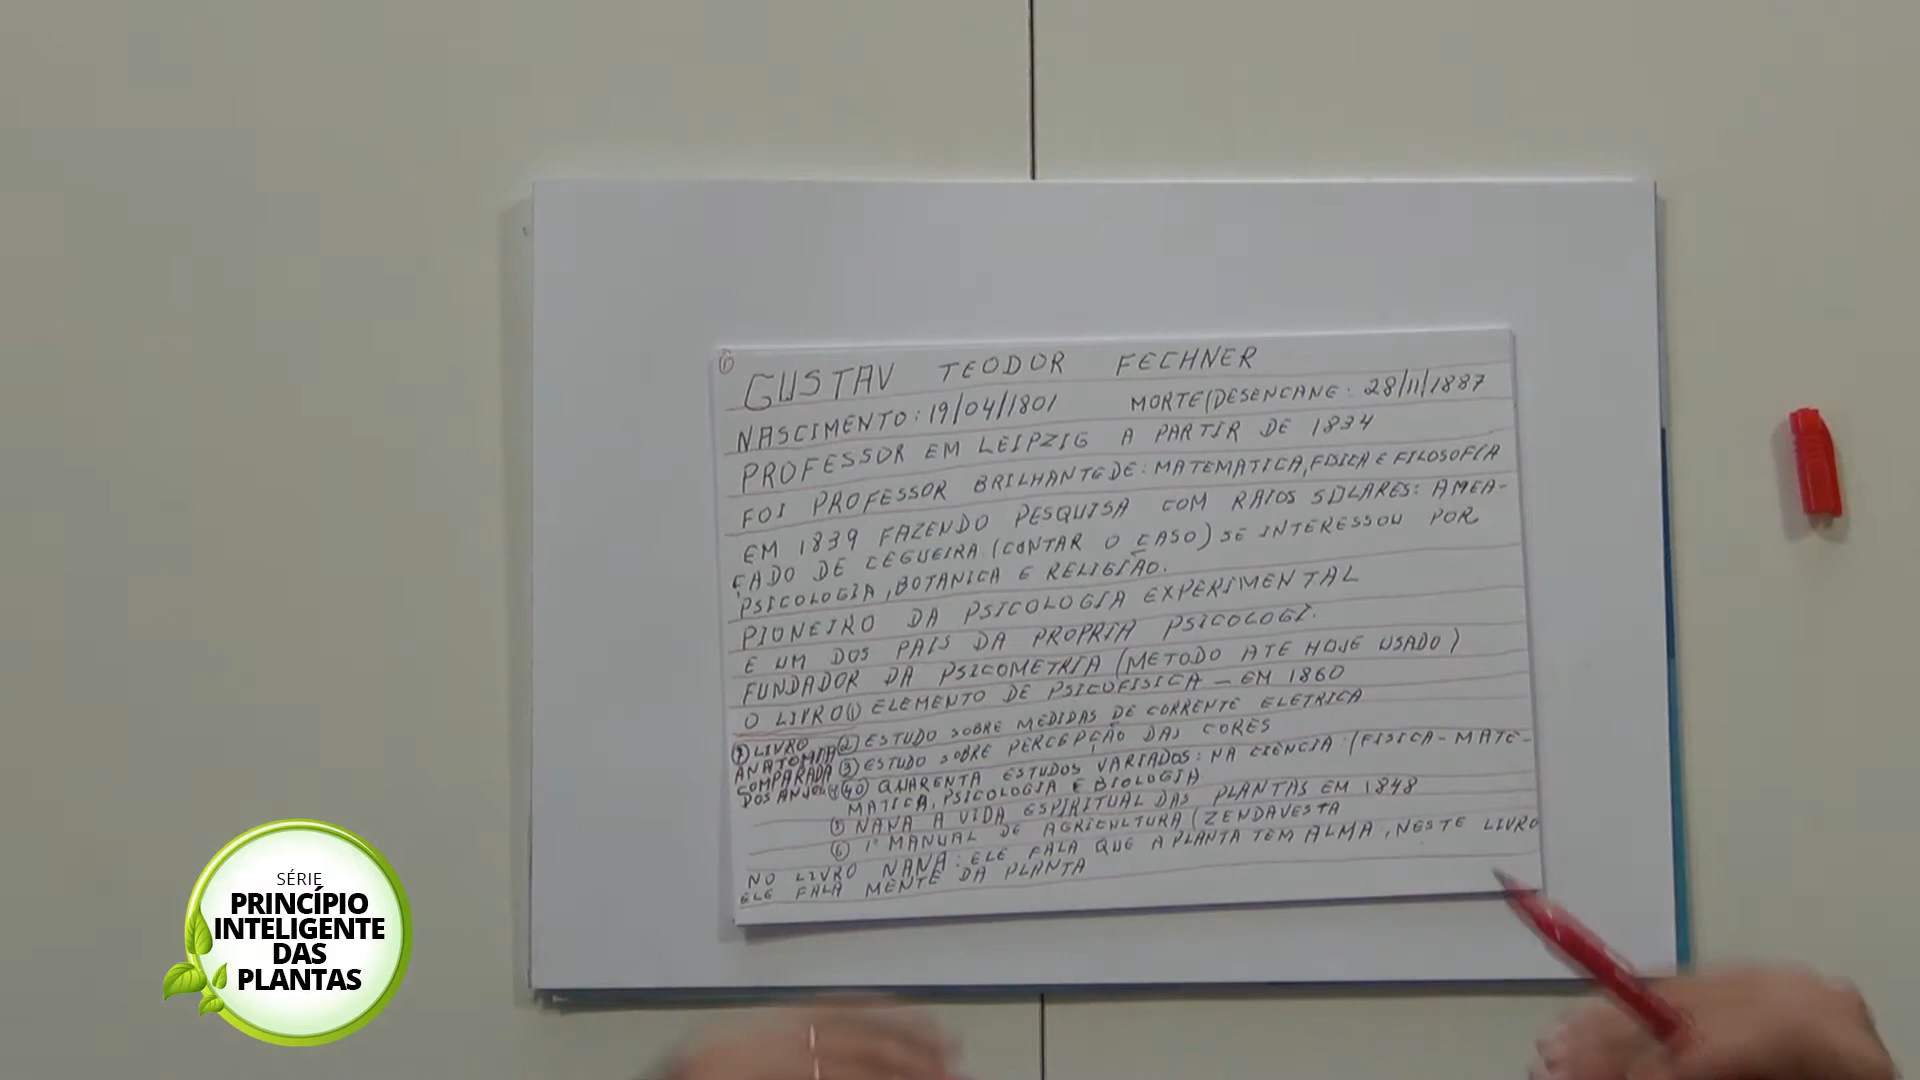 ①
GUSTAV TEODOR FECHNER
NASCIMENTO: 19/04/1801 MORTE(DESENCANE: 28/11/1887
PROFESSOR EM LEIPZIG A PARTIR DE 1834
FOI PROFESSOR BRILHANTE DE: MATEMATICA, FISICA E FILOSOFIA
EM 1839 FAZENDO PESQUISA COM RAIOS SOLARES: AMEA-
ÇADO DE CEGUEIRA (CONTAR O CASO) SE INTERESSOU POR
PSICOLOGIA, BOTANICA E RELIGIÃO.
PIONEIRO DA PSICOLOGIA EXPERIMENTAL
E UM DOS PAIS DA PROPRIA PSICOLOGI.
FUNDADOR DA PSICOMETRIA (METODO ATE HOJE USADO)
O LIVRO ① ELEMENTO DE PSICOFISICA - EM 1860
② ESTUDO SOBRE MEDIDAS DE CORRENTE ELETRICA
③ ESTUDO SOBRE PERCEPÇÃO DAS CORES
④ (40) QUARENTA ESTUDOS VARIADOS: NA CIENCIA: (FISICA-MATE-
MATICA, PSICOLOGIA E BIOLOGIA
⑤ NANA A VIDA ESPIRITUAL DAS PLANTAS EM 1848
⑥ 1º MANUAL DE AGRICULTURA (ZENDAVESTA
⑦ LIVRO
ANATOMIA
COMPARADA
DOS ANJOS
NO LIVRO NANA: ELE FALA QUE A PLANTA TEM ALMA, NESTE LIVRO
ELE FALA MENTE DA PLANTA
SÉRIE
PRINCÍPIO
INTELIGENTE
DAS
PLANTAS